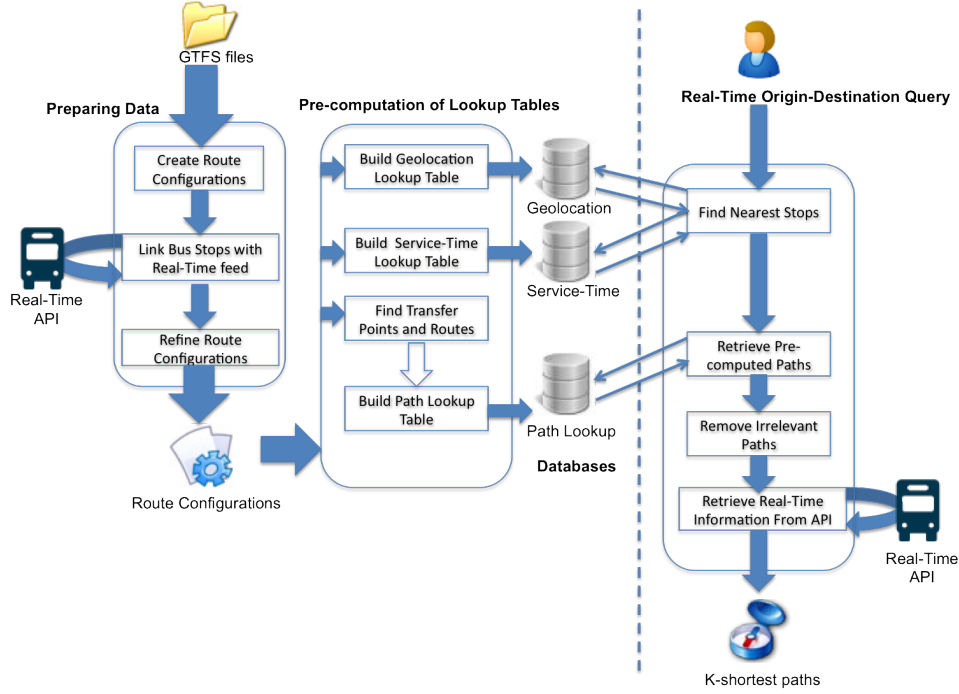 GTFS files
Preparing Data
Create Route
Configurations
Link Bus Stops with
Real-Time feed
Real-Time
API
Refine Route
Configurations
Route Configurations
Pre-computation of Lookup Tables
Build Geolocation
Lookup Table
Build Service-Time
Lookup Table
Find Transfer
Points and Routes
Build Path Lookup
Table
Geolocation
Service-Time
Path Lookup
Databases
Real-Time Origin-Destination Query
Find Nearest Stops
Retrieve Pre-
computed Paths
Remove Irrelevant
Paths
Retrieve Real-Time
Information From API
Real-Time
API
K-shortest paths